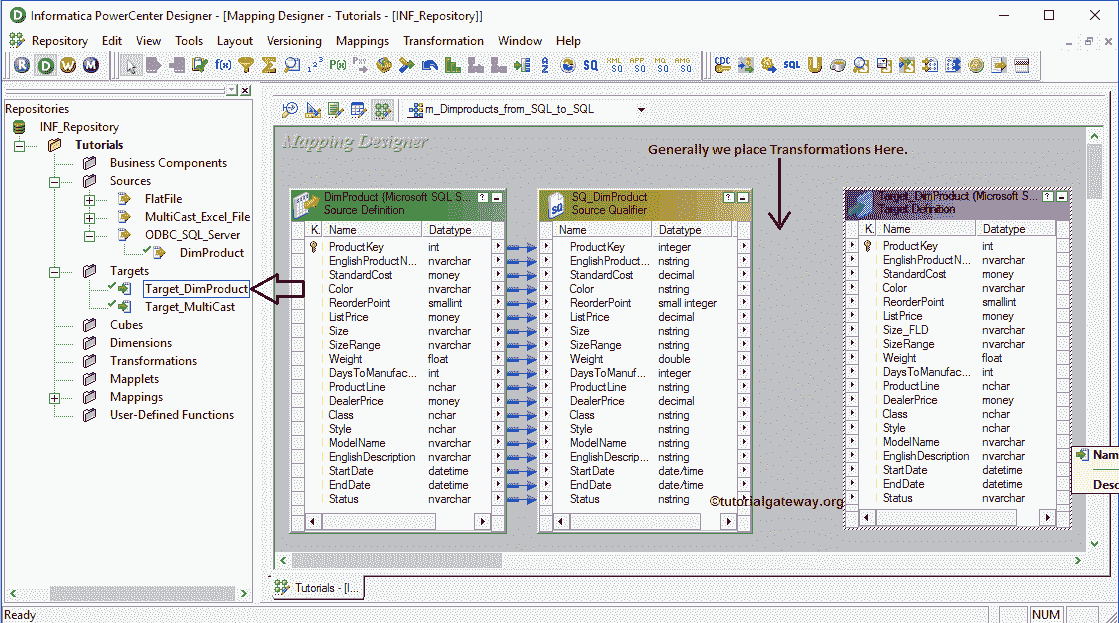 Informatica PowerCenter Designer - [Mapping Designer - Tutorials - [INF_Repository]]
Repository Edit View Tools Layout Versioning Mappings Transformation Window Help
Repositories
INF_Repository
Tutorials
Business Components
Sources
FlatFile
MultiCast_Excel_File
ODBC_SQL_Server
DimProduct
Targets
Target_DimProduct
Target_MultiCast
Cubes
Dimensions
Transformations
Mapplets
Mappings
User-Defined Functions
m_Dimproducts_from_SQL_to_SQL
Mapping Designer
Generally we place Transformations Here.
DimProduct (Microsoft SQL S...
Source Definition
K. Name Datatype
ProductKey int
EnglishProductN... nvarchar
StandardCost money
Color nvarchar
ReorderPoint smallint
ListPrice money
Size nvarchar
SizeRange nvarchar
Weight float
DaysToManufac... int
ProductLine nchar
DealerPrice money
Class nchar
Style nchar
ModelName nvarchar
EnglishDescription nvarchar
StartDate datetime
EndDate datetime
Status nvarchar
SQ_DimProduct
Source Qualifier
Name Datatype
ProductKey integer
EnglishProduct... nstring
StandardCost decimal
Color nstring
ReorderPoint small integer
ListPrice decimal
Size nstring
SizeRange nstring
Weight double
DaysToManuf... integer
ProductLine nstring
DealerPrice decimal
Class nstring
Style nstring
ModelName nstring
EnglishDescrip... nstring
StartDate date/time
EndDate date/time
Status nstring
Target_DimProduct (Microsoft S...
Target Definition
K. Name Datatype
ProductKey int
EnglishProductN... nvarchar
StandardCost money
Color nvarchar
ReorderPoint smallint
ListPrice money
Size_FLD nvarchar
SizeRange nvarchar
Weight float
DaysToManufac... int
ProductLine nchar
DealerPrice money
Class nchar
Style nchar
ModelName nvarchar
EnglishDescription nvarchar
StartDate datetime
EndDate datetime
Status nvarchar
Nam
Desc
©tutorialgateway.org
Tutorials - [I...
Ready
NUM